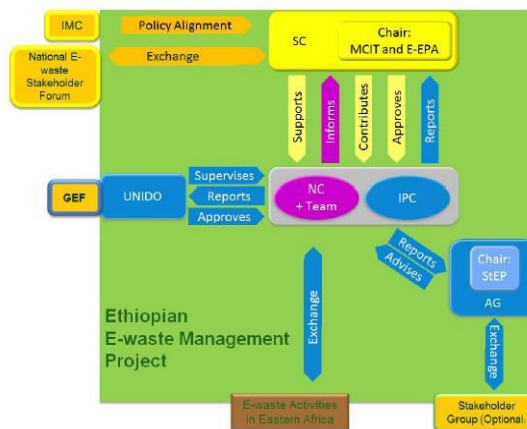 IMC
Policy Alignment
SC
Chair:
MCIT and E-EPA
National E-
waste
Stakeholder
Forum
Exchange
Supports
Informs
Contributes
Approves
Reports
GEF
UNIDO
Supervises
Reports
Approves
NC
+ Team
IPC
Reports
Advises
Chair:
StEP
AG
Exchange
Exchange
Ethiopian
E-waste Management
Project
E-waste Activities
in Eastern Africa
Stakeholder
Group (Optional)